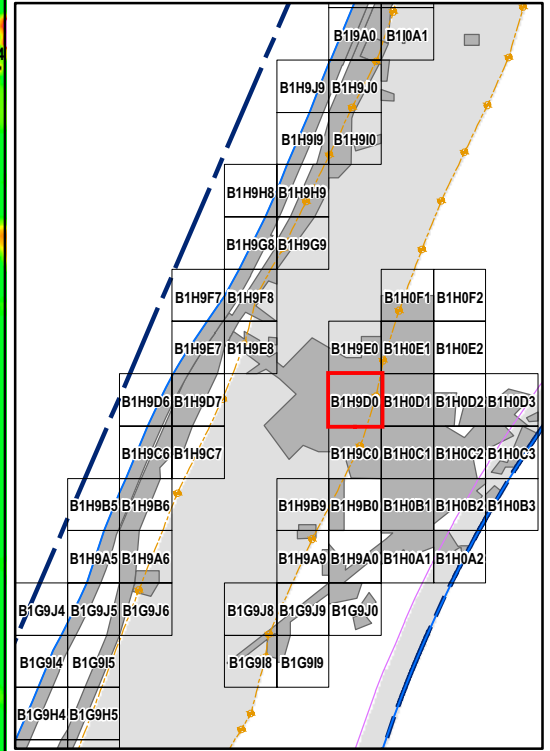 B1I9A0 B1I0A1
B1H9J9 B1H9J0
B1H9I9 B1H9I0
B1H9H8 B1H9H9
B1H9G8 B1H9G9
B1H9F7 B1H9F8 B1H0F1 B1H0F2
B1H9E7 B1H9E8 B1H9E0 B1H0E1 B1H0E2
B1H9D6 B1H9D7 B1H9D0 B1H0D1 B1H0D2 B1H0D3
B1H9C6 B1H9C7 B1H9C0 B1H0C1 B1H0C2 B1H0C3
B1H9B5 B1H9B6 B1H9B9 B1H9B0 B1H0B1 B1H0B2 B1H0B3
B1H9A5 B1H9A6 B1H9A9 B1H9A0 B1H0A1 B1H0A2
B1G9J4 B1G9J5 B1G9J6 B1G9J8 B1G9J9 B1G9J0
B1G9I4 B1G9I5 B1G9I8 B1G9I9
B1G9H4 B1G9H5